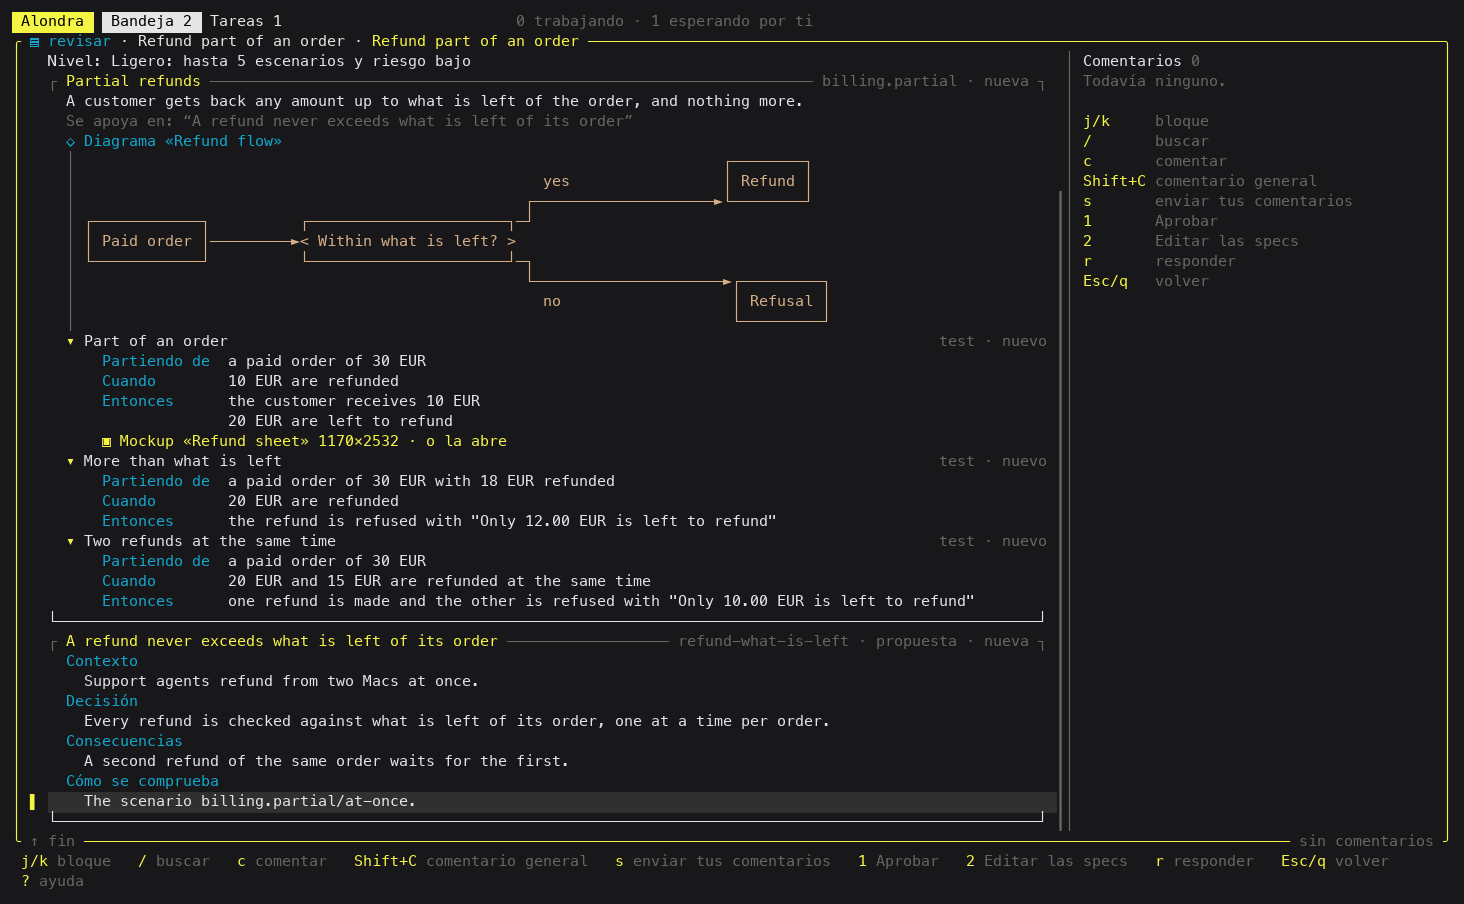 Alondra Bandeja 2 Tareas 1 0 trabajando · 1 esperando por ti
revisar · Refund part of an order · Refund part of an order
Nivel: Ligero: hasta 5 escenarios y riesgo bajo
Partial refunds billing.partial · nueva
A customer gets back any amount up to what is left of the order, and nothing more.
Se apoya en: “A refund never exceeds what is left of its order”
◇ Diagrama «Refund flow»
yes Refund
Paid order < Within what is left? >
no Refusal
▾ Part of an order test · nuevo
Partiendo de a paid order of 30 EUR
Cuando 10 EUR are refunded
Entonces the customer receives 10 EUR
20 EUR are left to refund
▣ Mockup «Refund sheet» 1170×2532 · o la abre
▾ More than what is left test · nuevo
Partiendo de a paid order of 30 EUR with 18 EUR refunded
Cuando 20 EUR are refunded
Entonces the refund is refused with "Only 12.00 EUR is left to refund"
▾ Two refunds at the same time test · nuevo
Partiendo de a paid order of 30 EUR
Cuando 20 EUR and 15 EUR are refunded at the same time
Entonces one refund is made and the other is refused with "Only 10.00 EUR is left to refund"
A refund never exceeds what is left of its order refund-what-is-left · propuesta · nueva
Contexto
Support agents refund from two Macs at once.
Decisión
Every refund is checked against what is left of its order, one at a time per order.
Consecuencias
A second refund of the same order waits for the first.
Cómo se comprueba
The scenario billing.partial/at-once.
Comentarios 0
Todavía ninguno.
j/k bloque
/ buscar
c comentar
Shift+C comentario general
s enviar tus comentarios
1 Aprobar
2 Editar las specs
r responder
Esc/q volver
↑ fin sin comentarios
j/k bloque / buscar c comentar Shift+C comentario general s enviar tus comentarios 1 Aprobar 2 Editar las specs r responder Esc/q volver
? ayuda